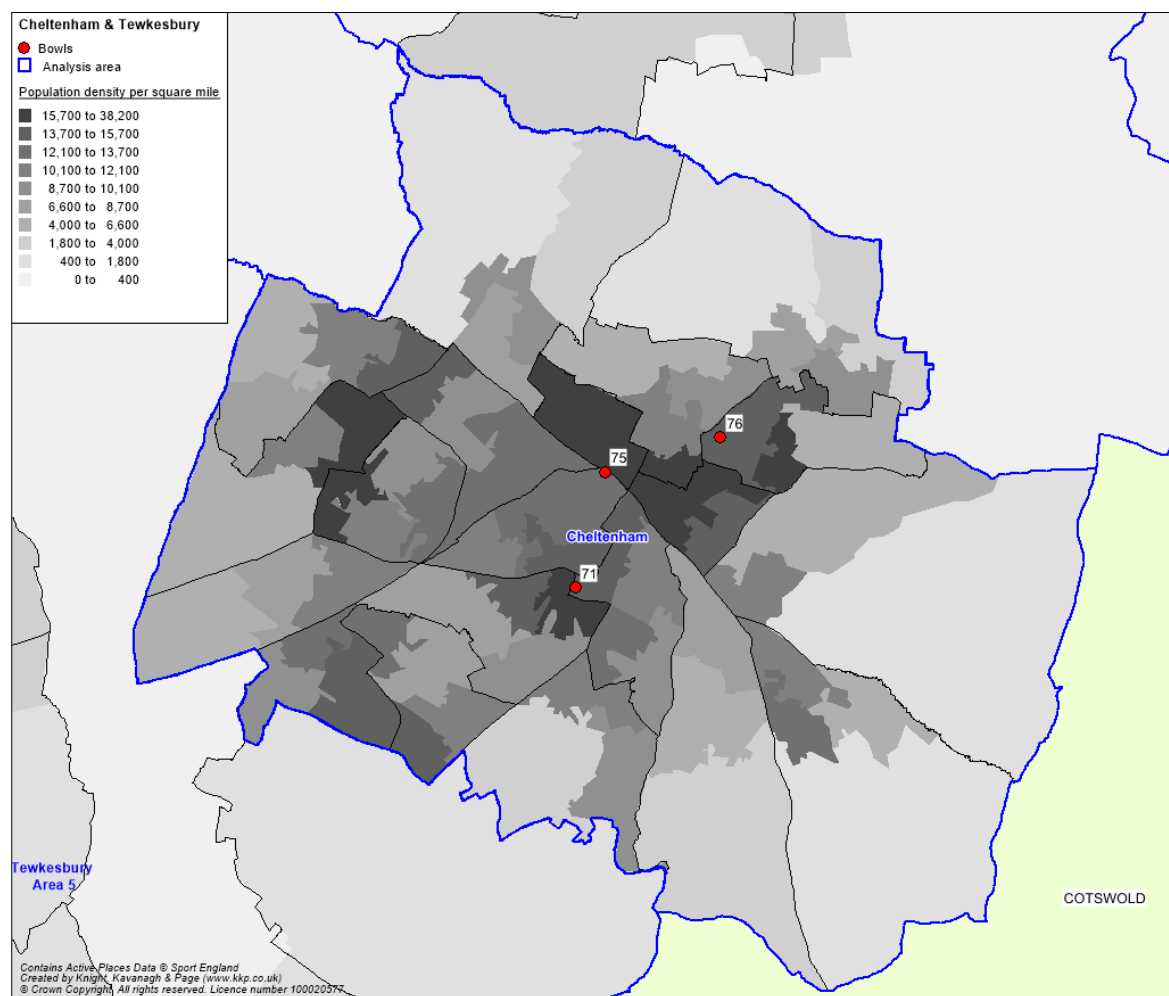 Cheltenham & Tewkesbury
Bowls
Analysis area
Population density per square mile
15,700 to 38,200
13,700 to 15,700
12,100 to 13,700
10,100 to 12,100
8,700 to 10,100
6,600 to 8,700
4,000 to 6,600
1,800 to 4,000
400 to 1,800
0 to 400
76
75
Cheltenham
71
Tewkesbury
Area 5
COTSWOLD
Contains Active Places Data © Sport England
Created by Knight, Kavanagh & Page (www.kkp.co.uk)
© Crown Copyright. All rights reserved. Licence number 100020577.